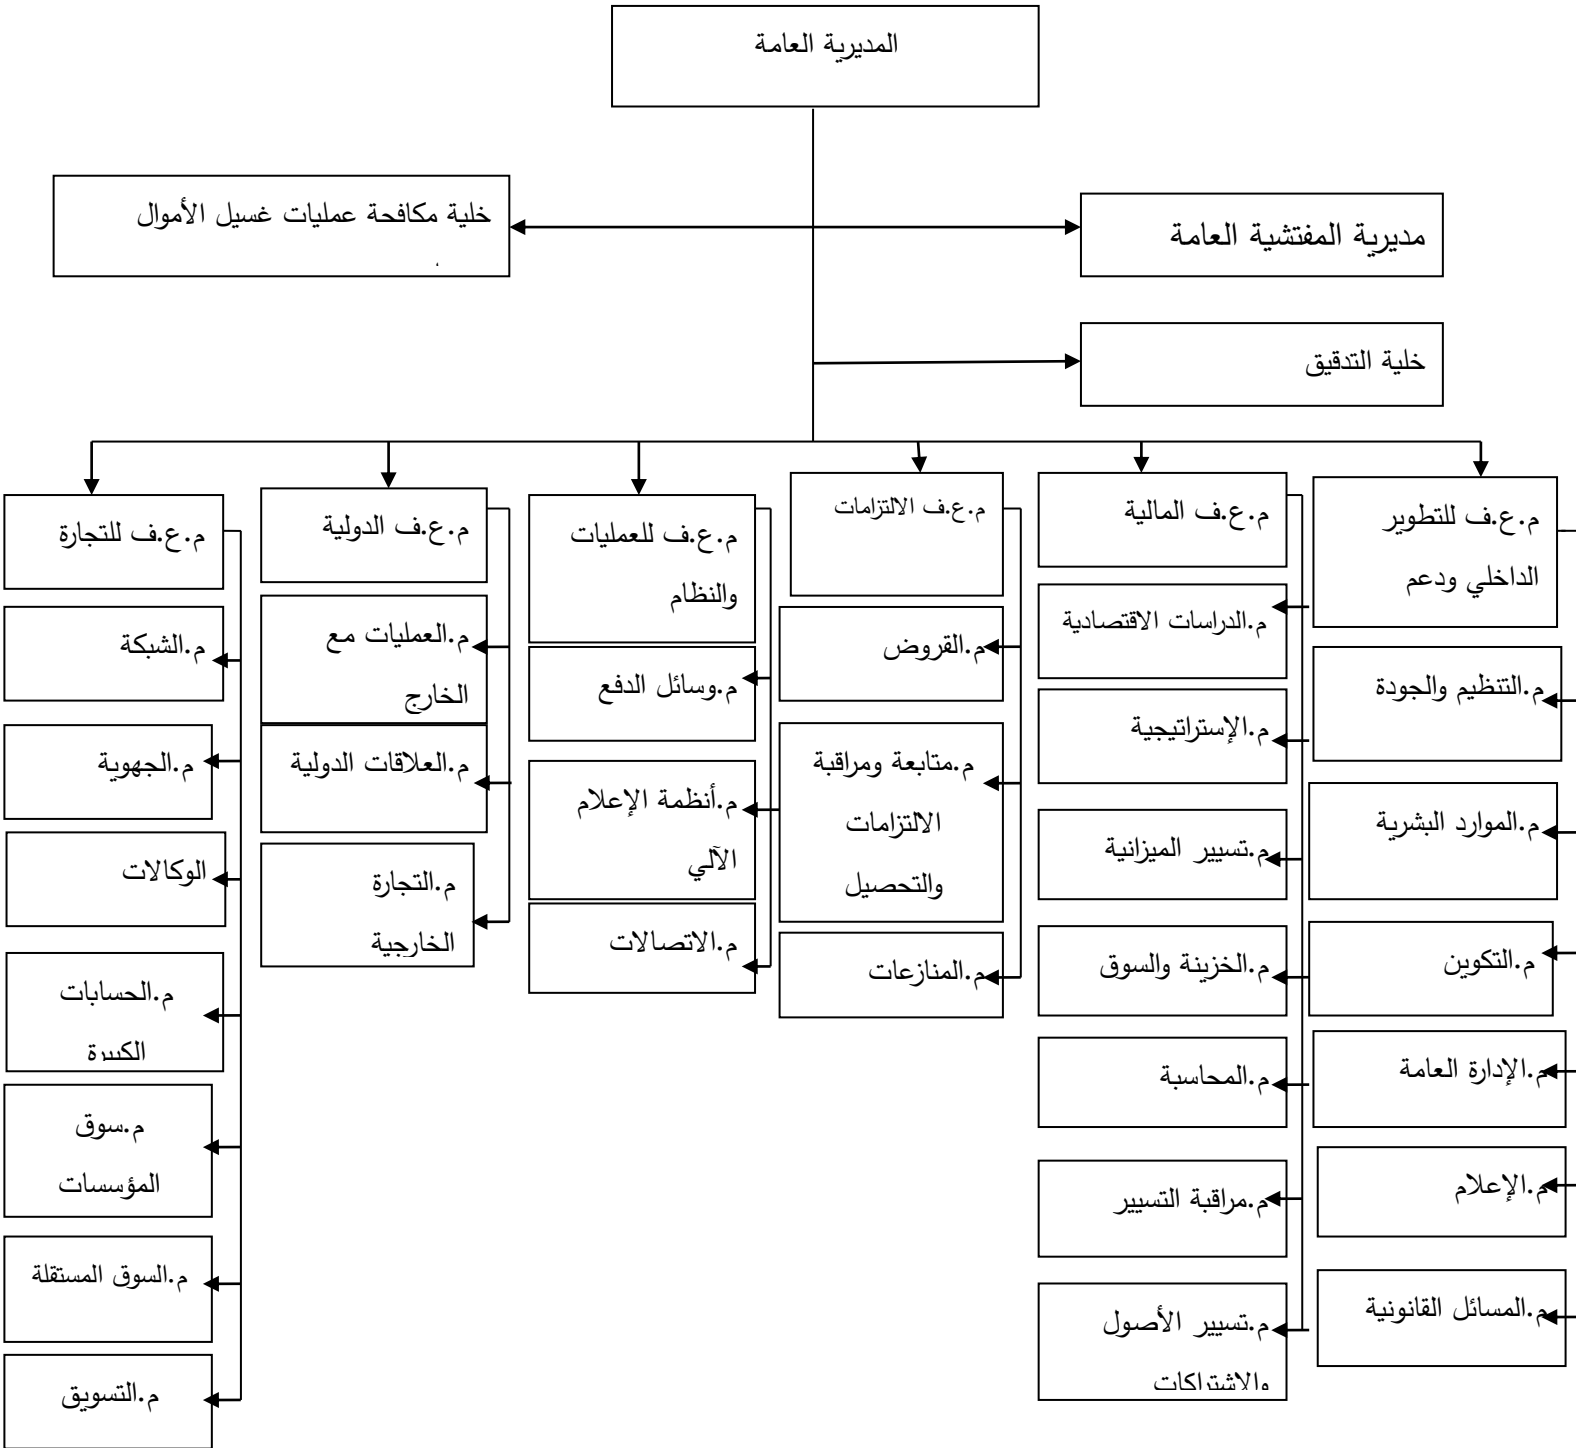 المديرية العامة
مديرية المفتشية العامة
خلية مكافحة عمليات غسيل الأموال
خلية التدقيق
م.ع.ف للتطوير
الداخلي ودعم
م.التنظيم والجودة
م.الموارد البشرية
م.التكوين
م.الإدارة العامة
م.الإعلام
م.المسائل القانونية
م.ع.ف المالية
م.الدراسات الاقتصادية
م.الإستراتيجية
م.تسيير الميزانية
م.الخزينة والسوق
م.المحاسبة
م.مراقبة التسيير
م.تسيير الأصول
والاشتراكات
م.ع.ف الالتزامات
م.القروض
م.متابعة ومراقبة
الالتزامات
والتحصيل
م.المنازعات
م.ع.ف للعمليات
والنظام
م.وسائل الدفع
م.أنظمة الإعلام
الآلي
م.الاتصالات
م.ع.ف الدولية
م.العمليات مع
الخارج
م.العلاقات الدولية
م.التجارة
الخارجية
م.ع.ف للتجارة
م.الشبكة
م.الجهوية
الوكالات
م.الحسابات
الكبيرة
م.سوق
المؤسسات
م.السوق المستقلة
م.التسويق